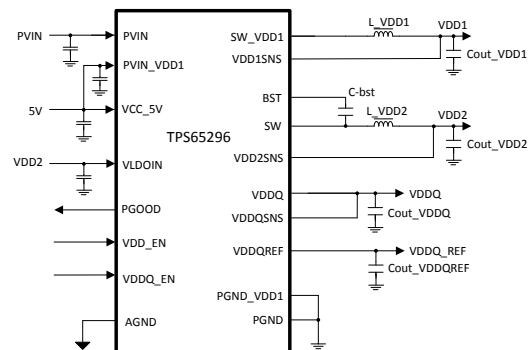 PVIN
PVIN
PVIN_VDD1
5V
VCC_5V
VDD2
VLDOIN
PGOOD
VDD_EN
VDDQ_EN
AGND
TPS65296
SW_VDD1
L_VDD1
VDD1
VDD1SNS
Cout_VDD1
BST
C-bst
SW
L_VDD2
VDD2
VDD2SNS
Cout_VDD2
VDDQ
VDDQ
VDDQSNS
Cout_VDDQ
VDDQREF
VDDQ_REF
Cout_VDDQREF
PGND_VDD1
PGND